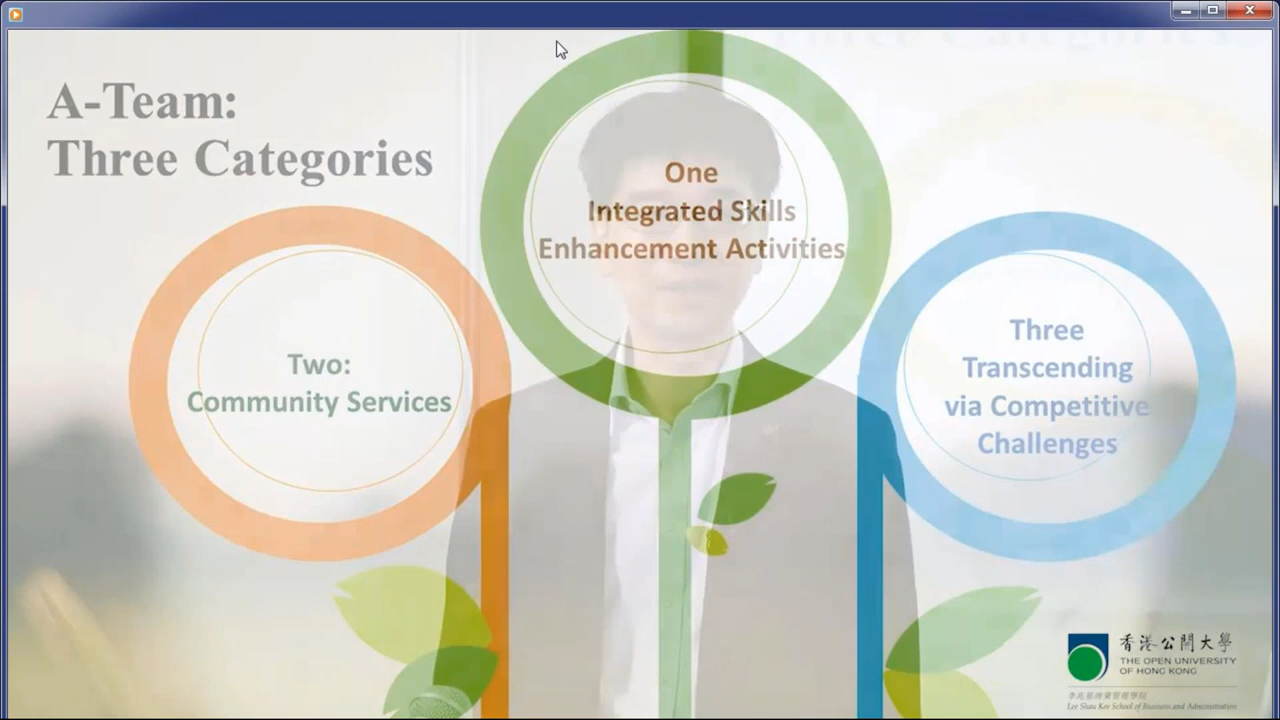 A-Team:
Three Categories
One
Integrated Skills
Enhancement Activities
Two:
Community Services
Three
Transcending
via Competitive
Challenges
香港公開大學
THE OPEN UNIVERSITY
OF HONG KONG
李兆基商業管理學院
Lee Shau Kee School of Business and Administration